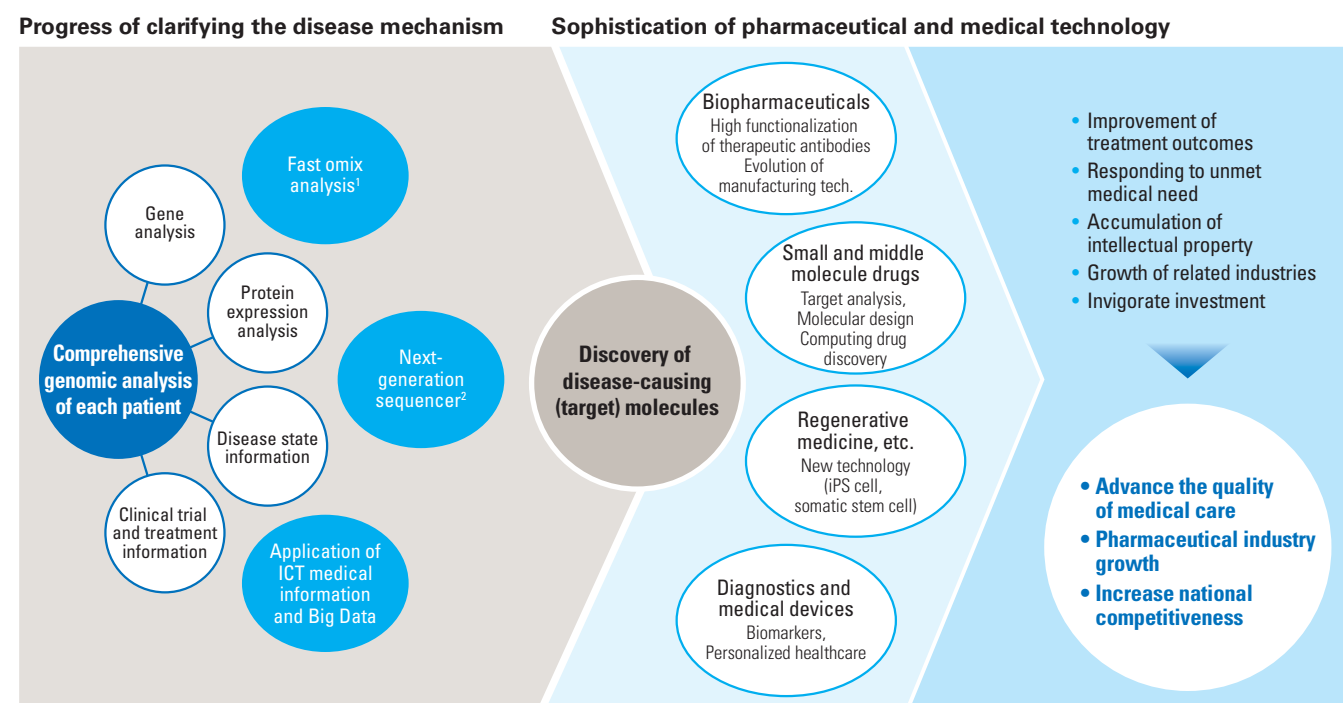 Progress of clarifying the disease mechanism
Sophistication of pharmaceutical and medical technology
Fast omix
analysis1
Gene
analysis
Protein
expression
analysis
Comprehensive
genomic analysis
of each patient
Next-
generation
sequencer2
Disease state
information
Clinical trial
and treatment
information
Application of
ICT medical
information
and Big Data
Discovery of
disease-causing
(target) molecules
Biopharmaceuticals
High functionalization
of therapeutic antibodies
Evolution of
manufacturing tech.
Small and middle
molecule drugs
Target analysis,
Molecular design
Computing drug
discovery
Regenerative
medicine, etc.
New technology
(iPS cell,
somatic stem cell)
Diagnostics and
medical devices
Biomarkers,
Personalized healthcare
• Improvement of
treatment outcomes
• Responding to unmet
medical need
• Accumulation of
intellectual property
• Growth of related industries
• Invigorate investment
• Advance the quality
of medical care
• Pharmaceutical industry
growth
• Increase national
competitiveness